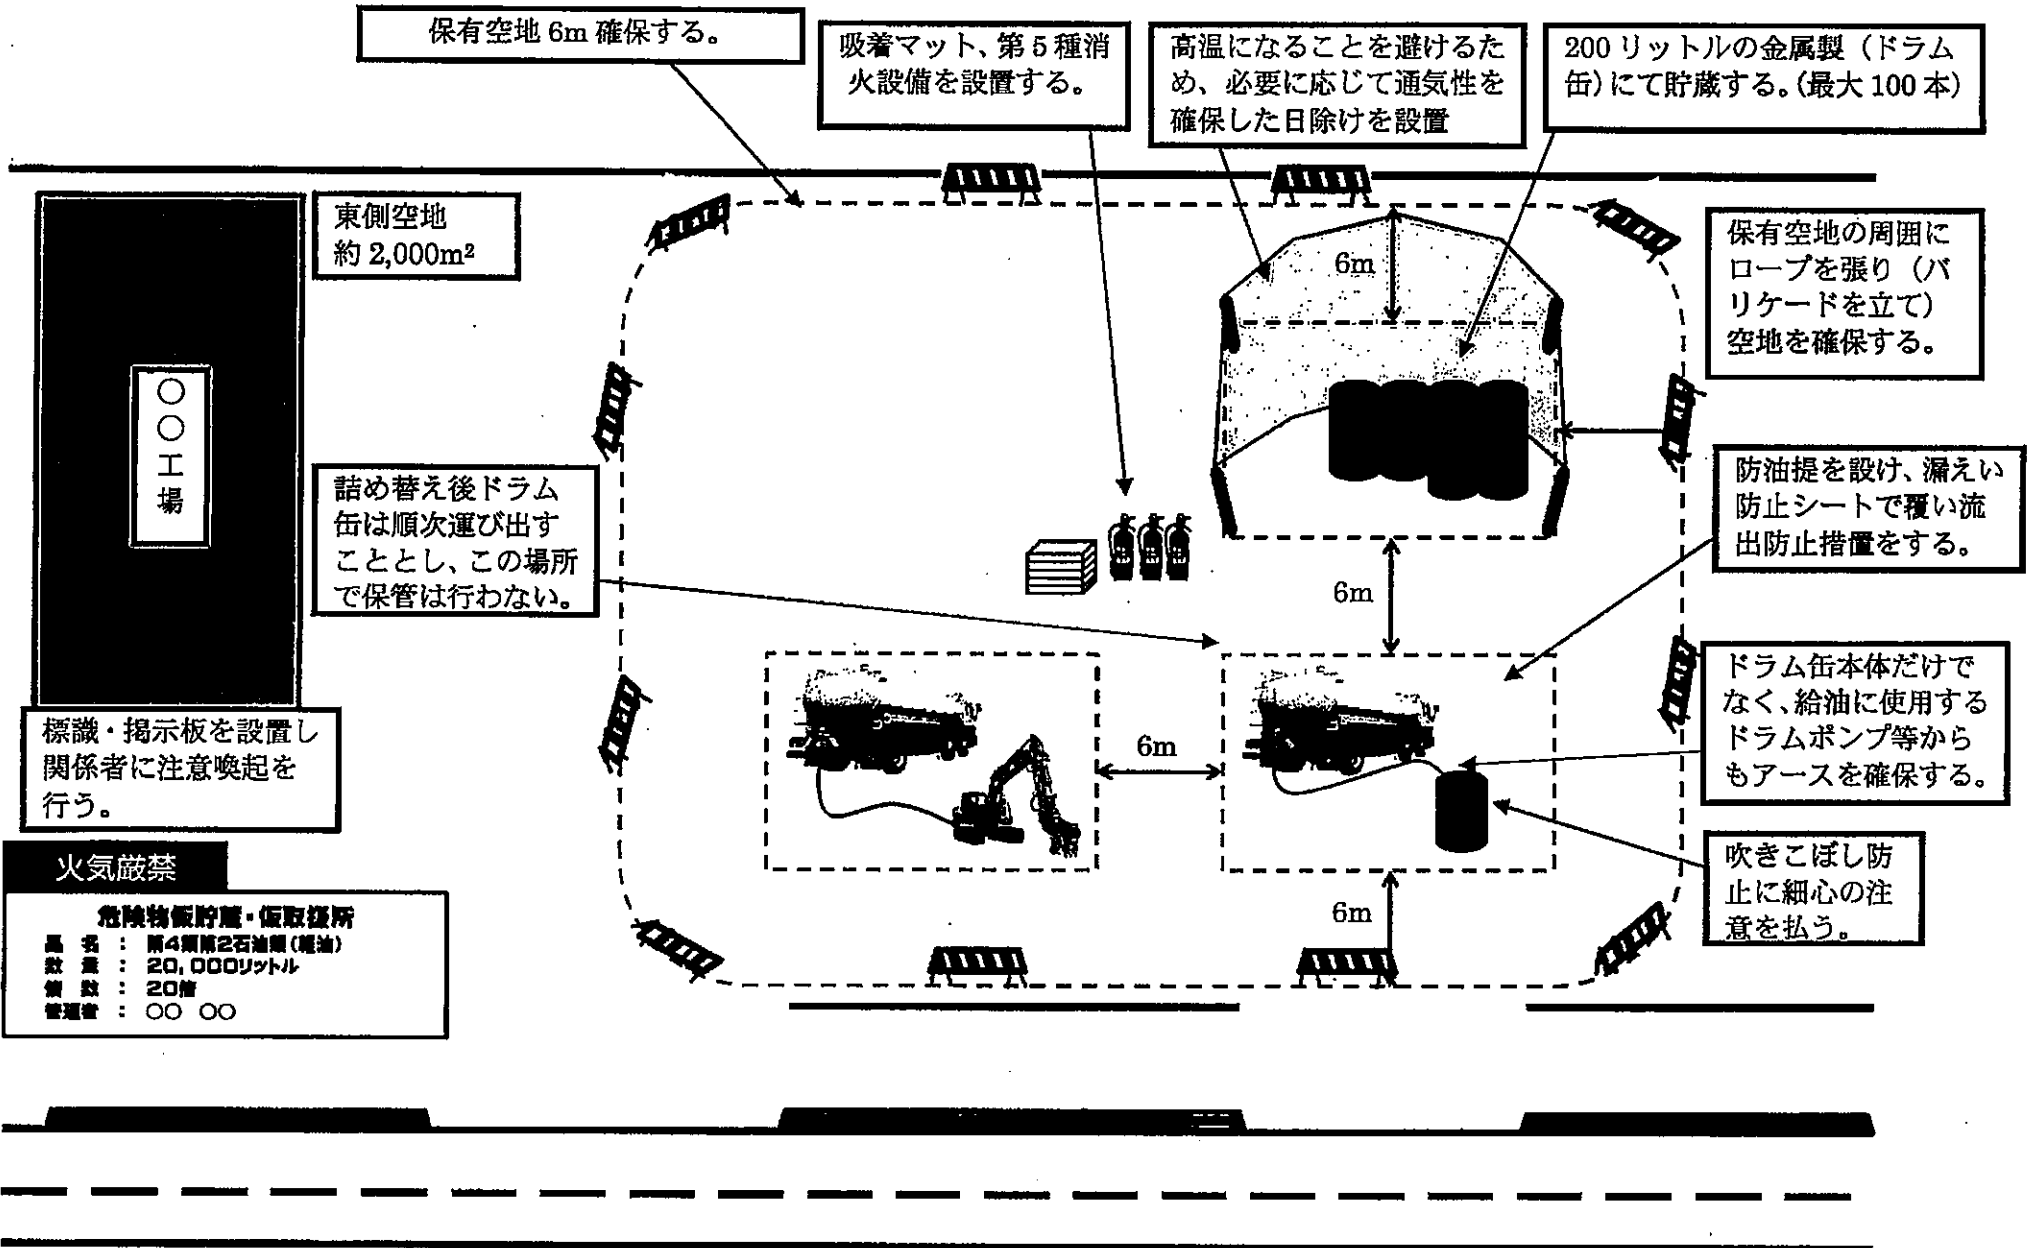 保有空地 6m 確保する。
吸着マット、第5種消
火設備を設置する。
高温になることを避けるた
め、必要に応じて通気性を
確保した日除けを設置
200 リットルの金属製（ドラム
缶）にて貯蔵する。（最大 100 本）
東側空地
約 2,000m²
保有空地の周囲に
ロープを張り（バ
リケードを立て）
空地を確保する。
6m
〇
〇
工
場
詰め替え後ドラム
缶は順次運び出す
こととし、この場所
で保管は行わない。
防油提を設け、漏えい
防止シートで覆い流
出防止措置をする。
6m
ドラム缶本体だけで
なく、給油に使用する
ドラムポンプ等から
もアースを確保する。
6m
標識・掲示板を設置し
関係者に注意喚起を
行う。
吹きこぼし防
止に細心の注
意を払う。
6m
火気厳禁
危険物仮貯蔵・仮取扱所
品 名 ： 第4類第2石油類（軽油）
数 量 ： 20,000リットル
倍 数 ： 20倍
管理者 ： 〇〇 〇〇